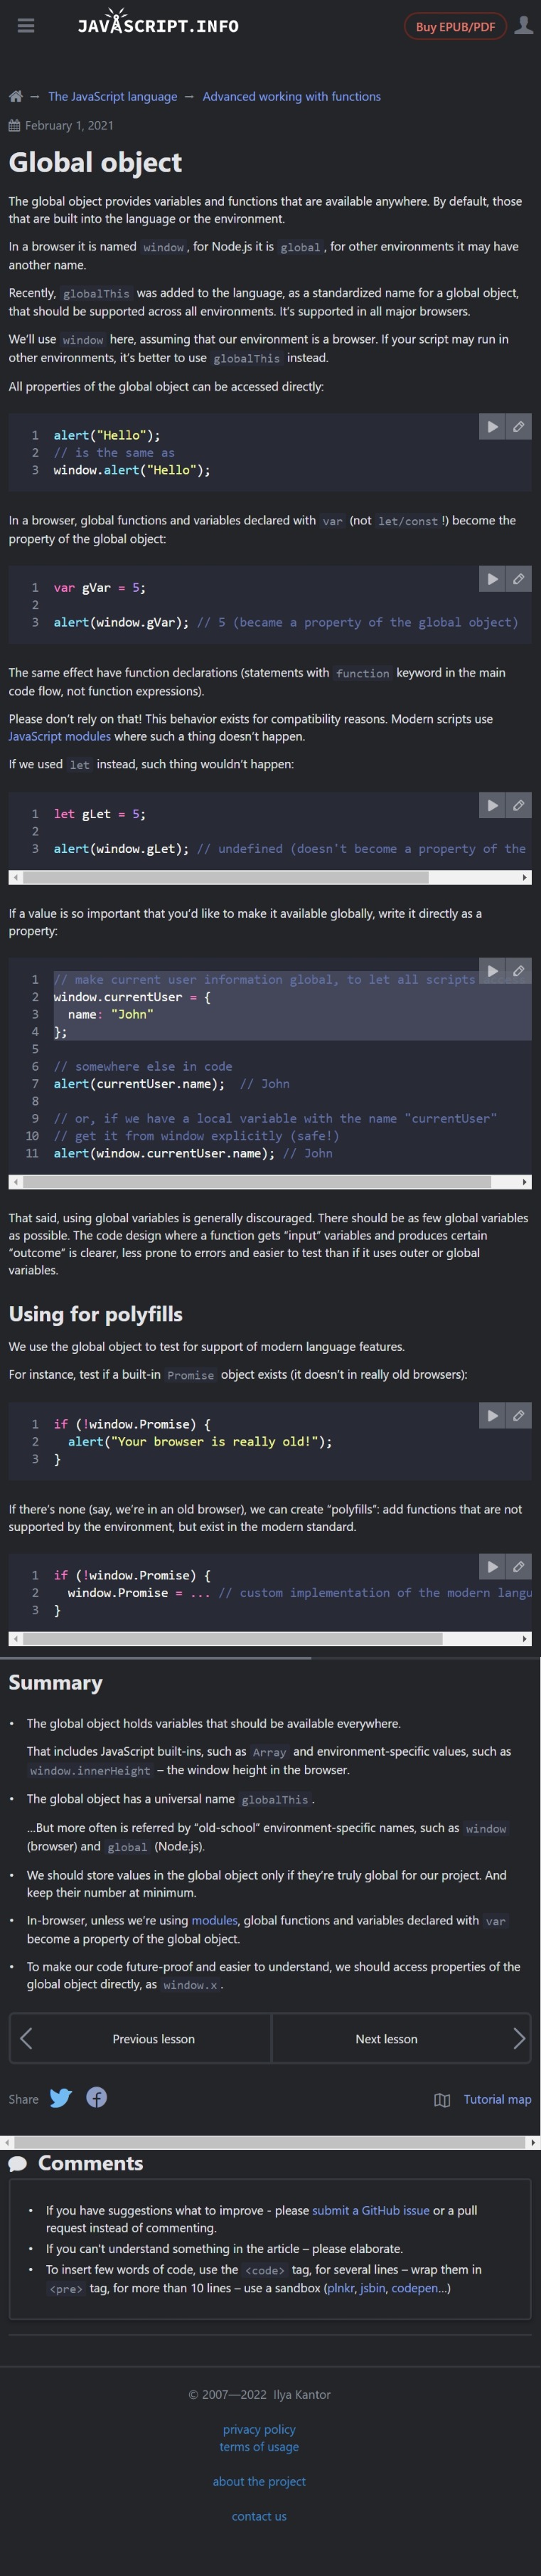 JAVASCRIPT.INFO
Buy EPUB/PDF
→ The JavaScript language → Advanced working with functions
February 1, 2021
Global object
The global object provides variables and functions that are available anywhere. By default, those
that are built into the language or the environment.
In a browser it is named window, for Node.js it is global, for other environments it may have
another name.
Recently, globalThis was added to the language, as a standardized name for a global object,
that should be supported across all environments. It’s supported in all major browsers.
We’ll use window here, assuming that our environment is a browser. If your script may run in
other environments, it’s better to use globalThis instead.
All properties of the global object can be accessed directly:
1 alert("Hello");
2 // is the same as
3 window.alert("Hello");
In a browser, global functions and variables declared with var (not let/const!) become the
property of the global object:
1 var gVar = 5;
2
3 alert(window.gVar); // 5 (became a property of the global object)
The same effect have function declarations (statements with function keyword in the main
code flow, not function expressions).
Please don’t rely on that! This behavior exists for compatibility reasons. Modern scripts use
JavaScript modules where such a thing doesn’t happen.
If we used let instead, such thing wouldn’t happen:
1 let gLet = 5;
2
3 alert(window.gLet); // undefined (doesn't become a property of the
If a value is so important that you’d like to make it available globally, write it directly as a
property:
1 // make current user information global, to let all scripts
2 window.currentUser = {
3   name: "John"
4 };
5
6 // somewhere else in code
7 alert(currentUser.name);  // John
8
9 // or, if we have a local variable with the name "currentUser"
10 // get it from window explicitly (safe!)
11 alert(window.currentUser.name); // John
That said, using global variables is generally discouraged. There should be as few global variables
as possible. The code design where a function gets “input” variables and produces certain
“outcome” is clearer, less prone to errors and easier to test than if it uses outer or global
variables.
Using for polyfills
We use the global object to test for support of modern language features.
For instance, test if a built-in Promise object exists (it doesn’t in really old browsers):
1 if (!window.Promise) {
2   alert("Your browser is really old!");
3 }
If there’s none (say, we’re in an old browser), we can create “polyfills”: add functions that are not
supported by the environment, but exist in the modern standard.
1 if (!window.Promise) {
2   window.Promise = ... // custom implementation of the modern langu
3 }
Summary
• The global object holds variables that should be available everywhere.
That includes JavaScript built-ins, such as Array and environment-specific values, such as
window.innerHeight – the window height in the browser.
• The global object has a universal name globalThis.
…But more often is referred by “old-school” environment-specific names, such as window
(browser) and global (Node.js).
• We should store values in the global object only if they’re truly global for our project. And
keep their number at minimum.
• In-browser, unless we’re using modules, global functions and variables declared with var
become a property of the global object.
• To make our code future-proof and easier to understand, we should access properties of the
global object directly, as window.x.
Previous lesson
Next lesson
Share
Tutorial map
Comments
• If you have suggestions what to improve - please submit a GitHub issue or a pull
request instead of commenting.
• If you can't understand something in the article – please elaborate.
• To insert few words of code, use the <code> tag, for several lines – wrap them in
<pre> tag, for more than 10 lines – use a sandbox (plnkr, jsbin, codepen…)
© 2007—2022 Ilya Kantor
privacy policy
terms of usage
about the project
contact us